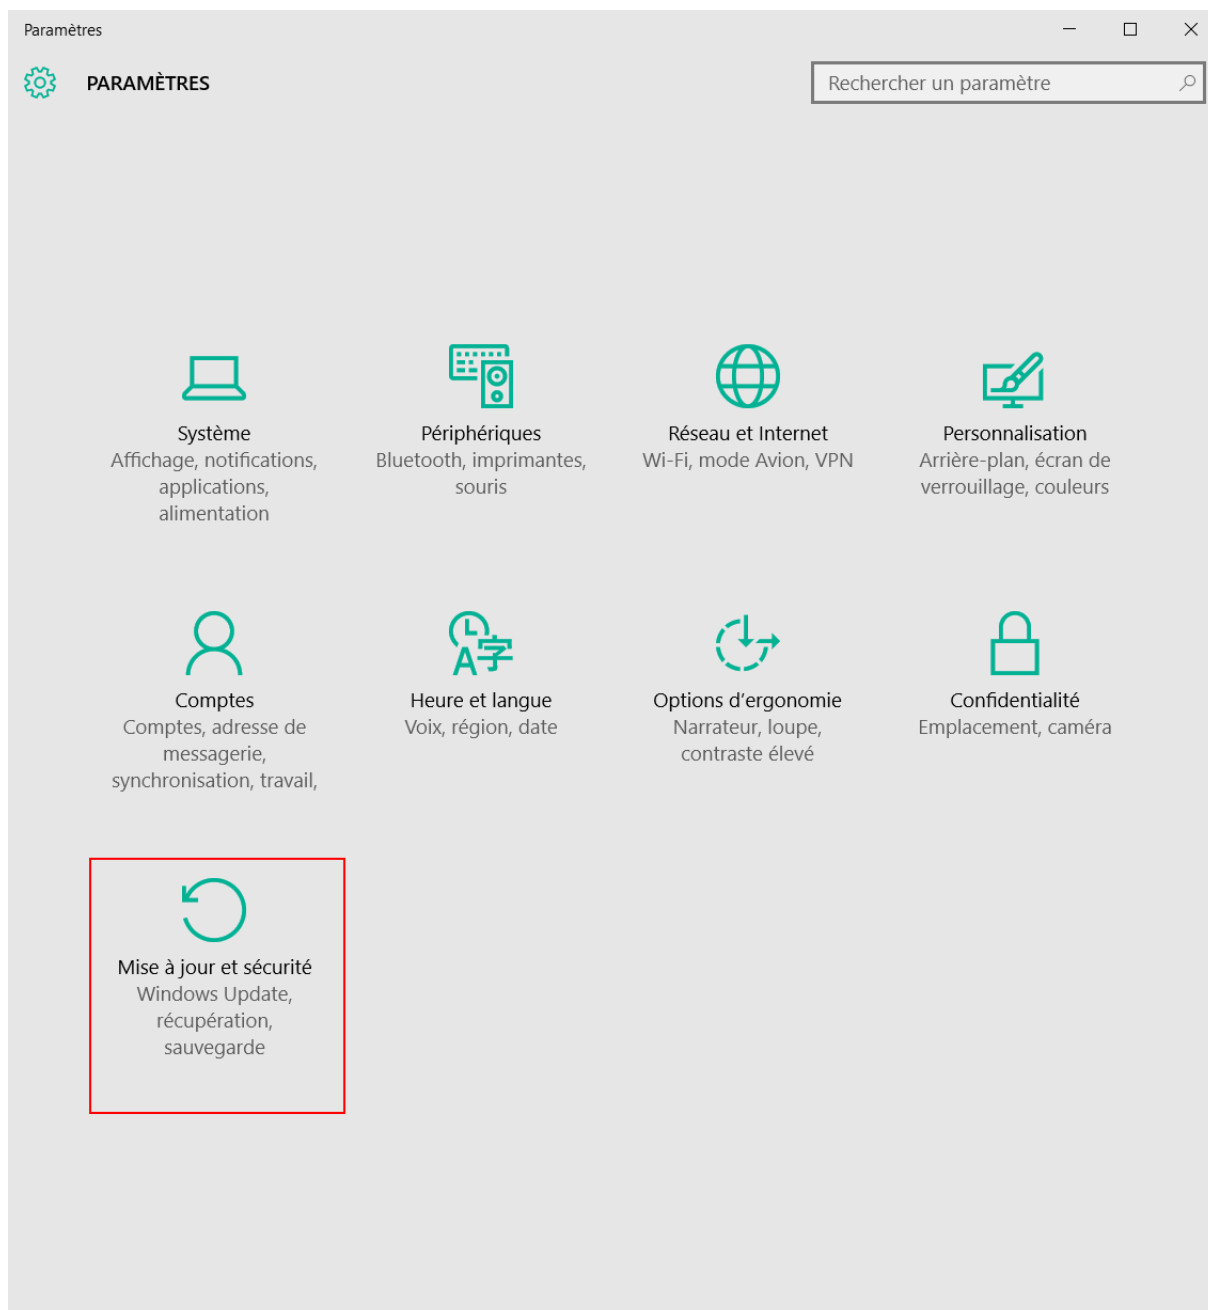 Paramètres
PARAMÈTRES
Rechercher un paramètre
Système
Affichage, notifications,
applications,
alimentation
Périphériques
Bluetooth, imprimantes,
souris
Réseau et Internet
Wi-Fi, mode Avion, VPN
Personnalisation
Arrière-plan, écran de
verrouillage, couleurs
Comptes
Comptes, adresse de
messagerie,
synchronisation, travail,
A字
Heure et langue
Voix, région, date
Options d'ergonomie
Narrateur, loupe,
contraste élevé
Confidentialité
Emplacement, caméra
Mise à jour et sécurité
Windows Update,
récupération,
sauvegarde